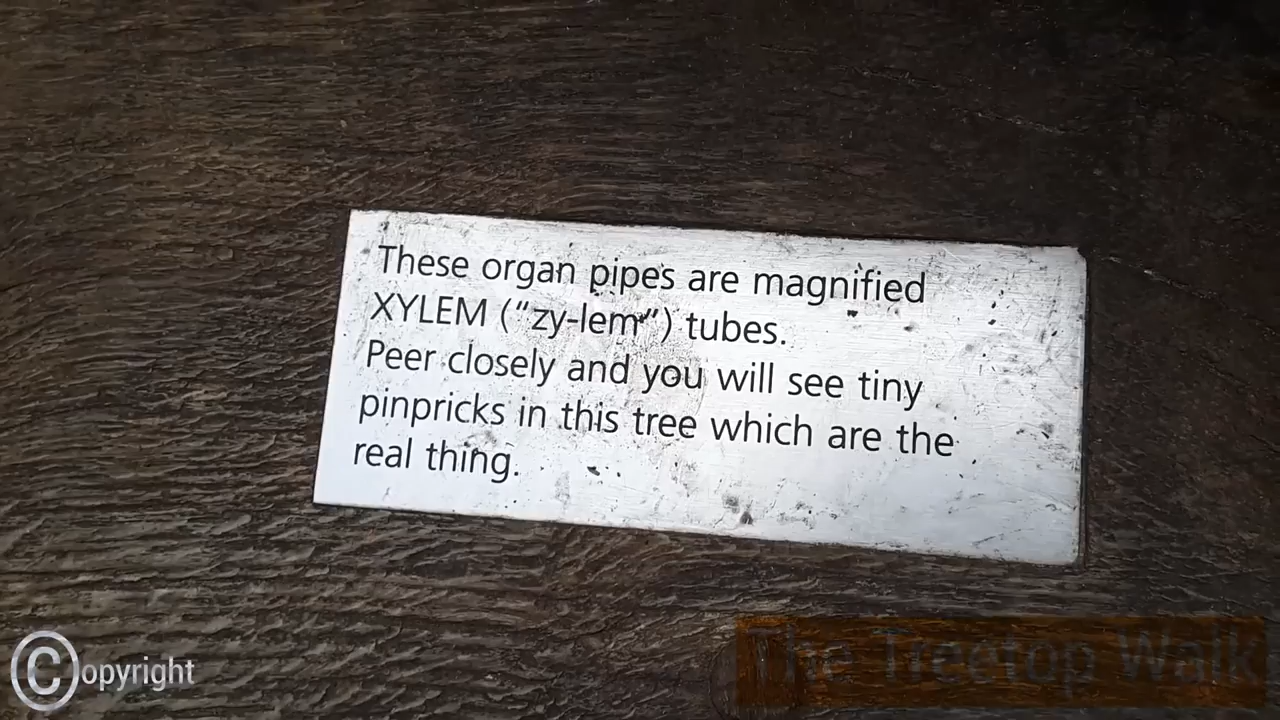 These organ pipes are magnified
XYLEM (“zy-lem”) tubes.
Peer closely and you will see tiny
pinpricks in this tree which are the
real thing.
Copyright
The Treetop Walk